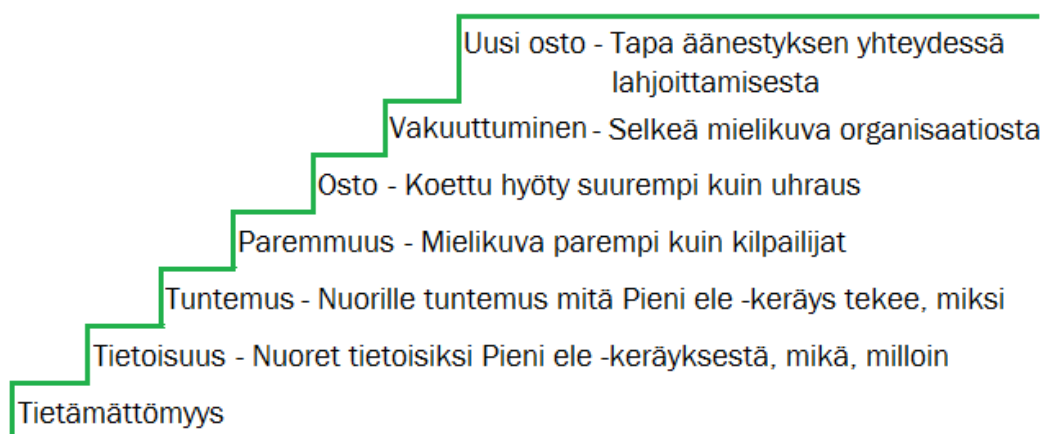 Uusi osto - Tapa äänestyksen yhteydessä
lahjoittamisesta
Vakuuttuminen - Selkeä mielikuva organisaatiosta
Osto - Koettu hyöty suurempi kuin uhraus
Paremmuus - Mielikuva parempi kuin kilpailijat
Tuntemus - Nuorille tuntemus mitä Pieni ele -keräys tekee, miksi
Tietoisuus - Nuoret tietoisiksi Pieni ele -keräyksestä, mikä, milloin
Tietämättömyys